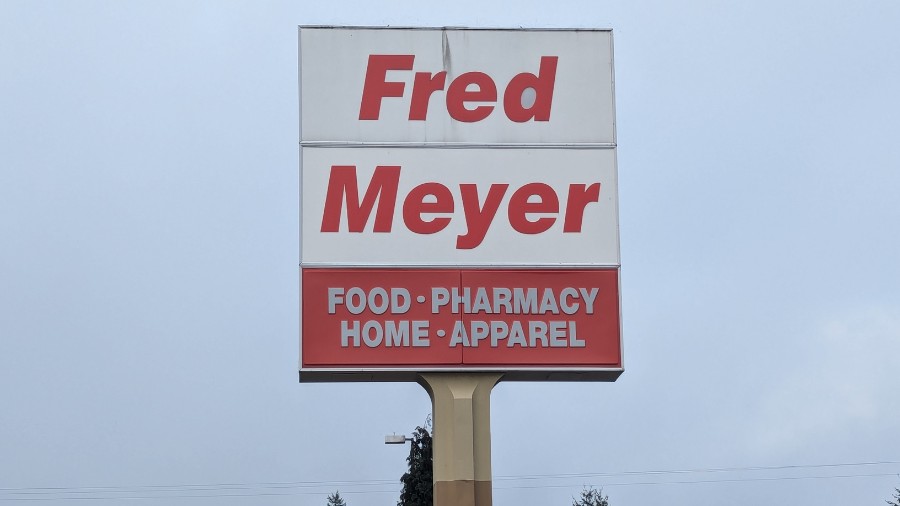 Fred
Meyer
FOOD · PHARMACY
HOME · APPAREL